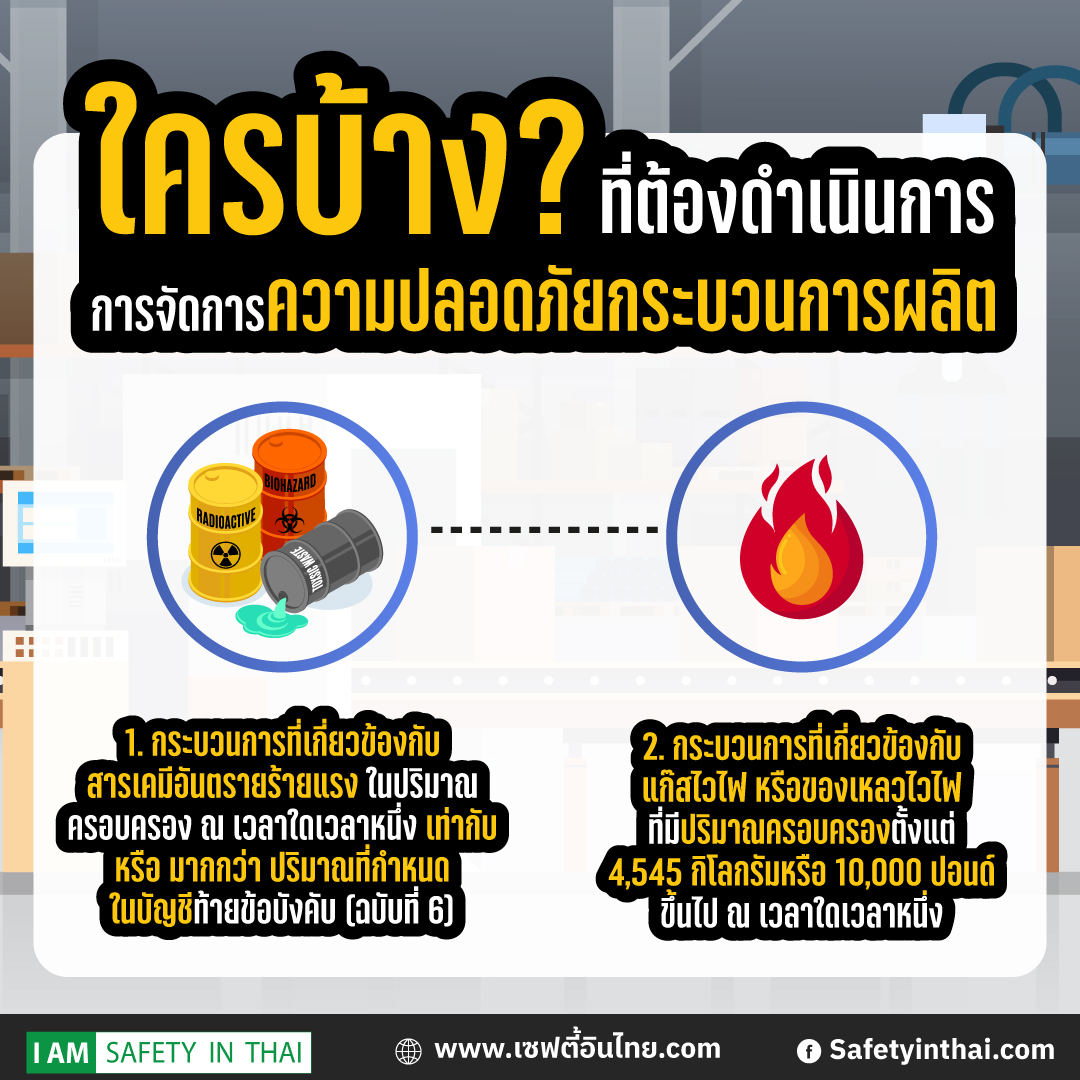 ใครบ้าง? ที่ต้องดำเนินการ
การจัดการความปลอดภัยกระบวนการผลิต
BIOHAZARD
RADIOACTIVE
TOXSIC WASTE
1. กระบวนการที่เกี่ยวข้องกับ
สารเคมีอันตรายร้ายแรง ในปริมาณ
ครอบครอง ณ เวลาใดเวลาหนึ่ง เท่ากับ
หรือ มากกว่า ปริมาณที่กำหนด
ในบัญชีท้ายข้อบังคับ (ฉบับที่ 6)
2. กระบวนการที่เกี่ยวข้องกับ
แก๊สไวไฟ หรือของเหลวไวไฟ
ที่มีปริมาณครอบครองตั้งแต่
4,545 กิโลกรัมหรือ 10,000 ปอนด์
ขึ้นไป ณ เวลาใดเวลาหนึ่ง
I AM SAFETY IN THAI
www.เซฟตี้อินไทย.com
Safetyinthai.com